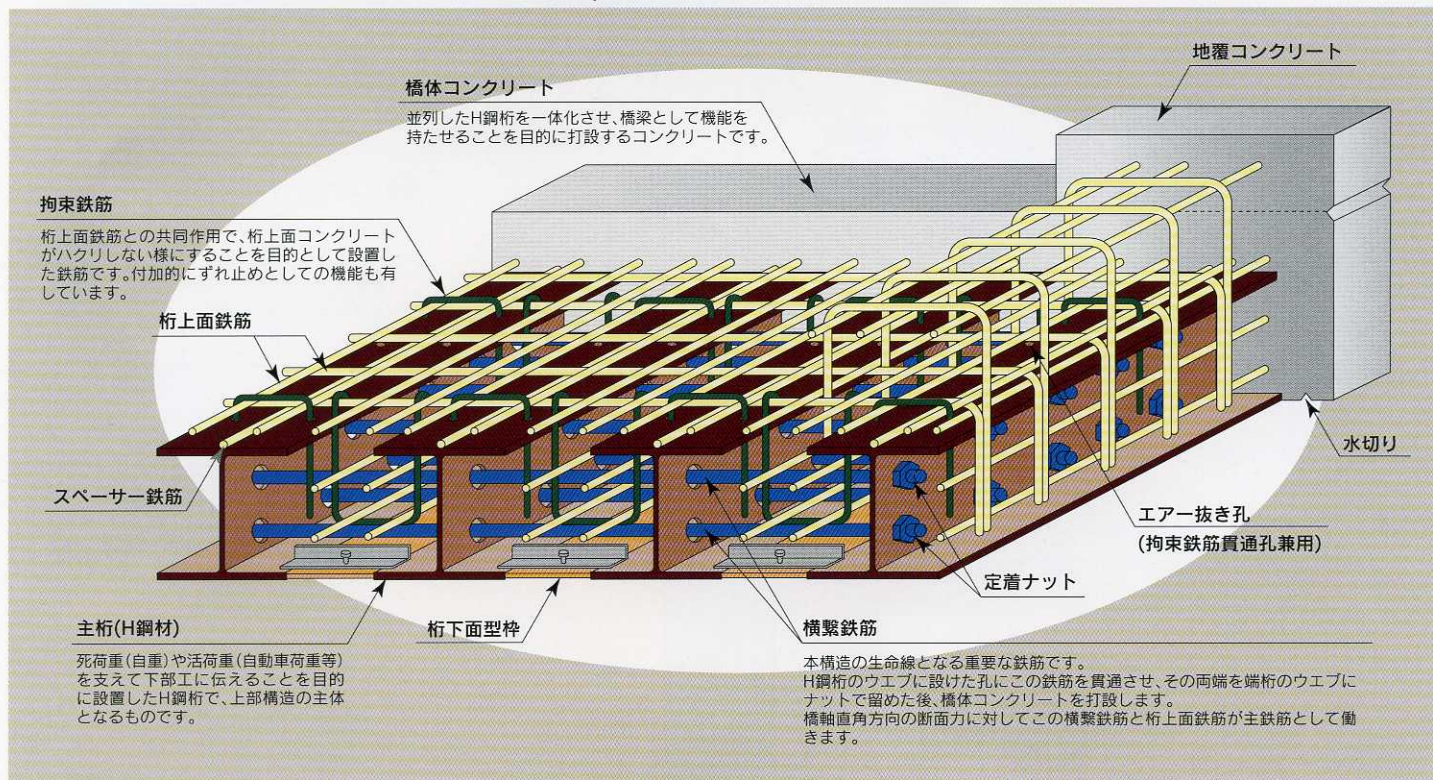 地覆コンクリート
橋体コンクリート
並列したH鋼桁を一体化させ、橋梁として機能を
持たせることを目的に打設するコンクリートです。
拘束鉄筋
桁上面鉄筋との共同作用で、桁上面コンクリート
がハクリしない様にすることを目的として設置し
た鉄筋です。付加的にずれ止めとしての機能も有
しています。
桁上面鉄筋
スペーサー鉄筋
水切り
エアー抜き孔
(拘束鉄筋貫通孔兼用)
定着ナット
主桁(H鋼材)
死荷重(自重)や活荷重(自動車荷重等)
を支えて下部工に伝えることを目的
に設置したH鋼桁で、上部構造の主体
となるものです。
桁下面型枠
横繋鉄筋
本構造の生命線となる重要な鉄筋です。
H鋼桁のウエブに設けた孔にこの鉄筋を貫通させ、その両端を端桁のウエブに
ナットで留めた後、橋体コンクリートを打設します。
橋軸直角方向の断面力に対してこの横繋鉄筋と桁上面鉄筋が主鉄筋として働
きます。